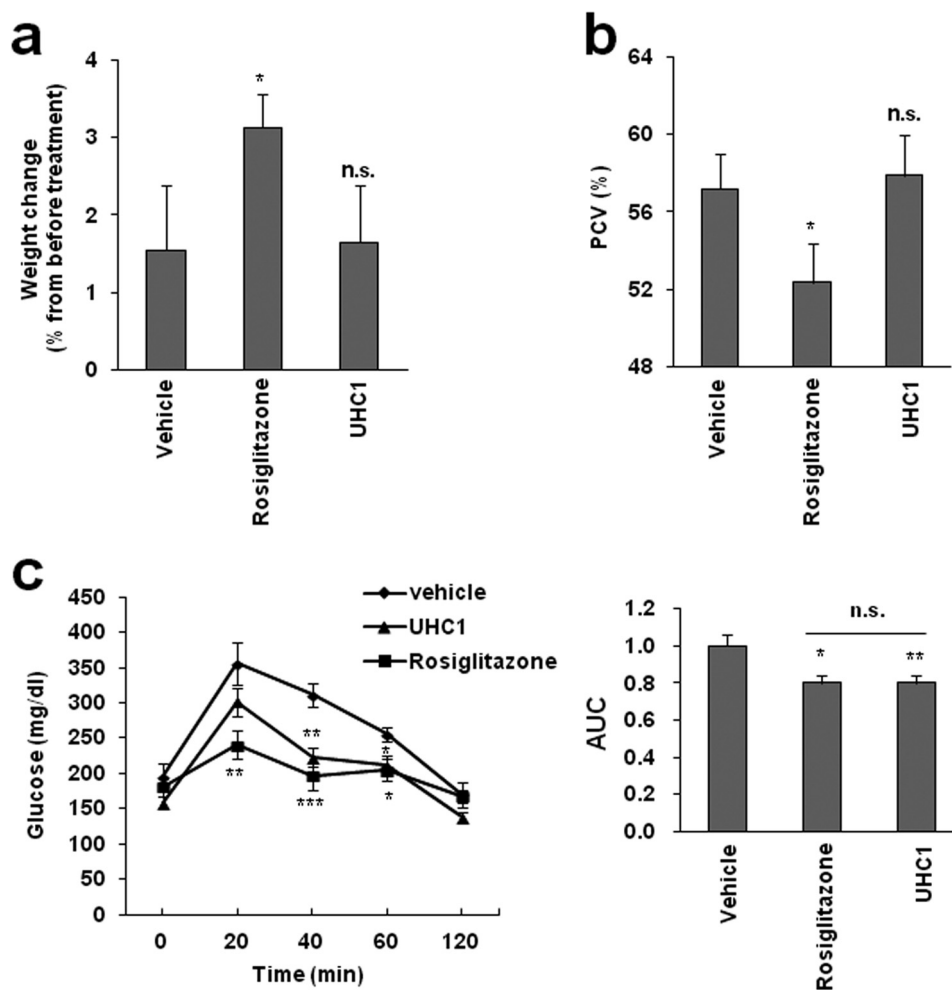 a
Weight change
(% from before treatment)
4
3
2
1
0
*
n.s.
Vehicle
Rosiglitazone
UHC1
b
PCV (%)
64
60
56
52
48
*
n.s.
Vehicle
Rosiglitazone
UHC1
c
Glucose (mg/dl)
450
400
350
300
250
200
150
100
50
0
vehicle
UHC1
Rosiglitazone
**
*
**
***
*
0 20 40 60 120
Time (min)
AUC
1.2
1.0
0.8
0.6
0.4
0.2
0.0
n.s.
* **
Vehicle
Rosiglitazone
UHC1